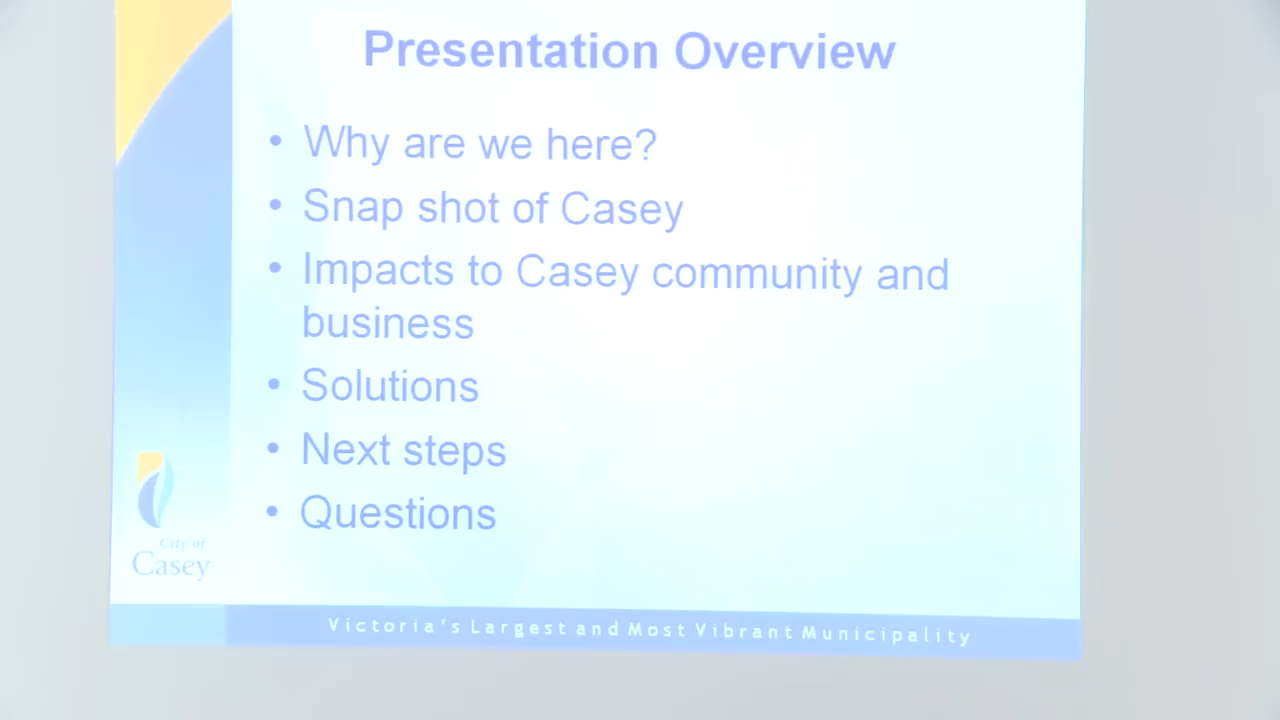 Presentation Overview
• Why are we here?
• Snap shot of Casey
• Impacts to Casey community and
business
• Solutions
• Next steps
• Questions
City of
Casey
Victoria's Largest and Most Vibrant Municipality